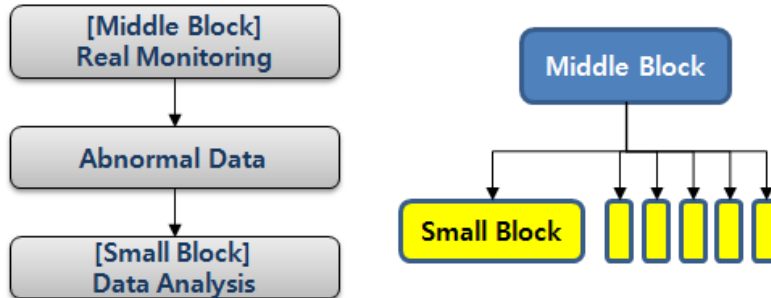 [Middle Block]
Real Monitoring
Abnormal Data
[Small Block]
Data Analysis
Middle Block
Small Block